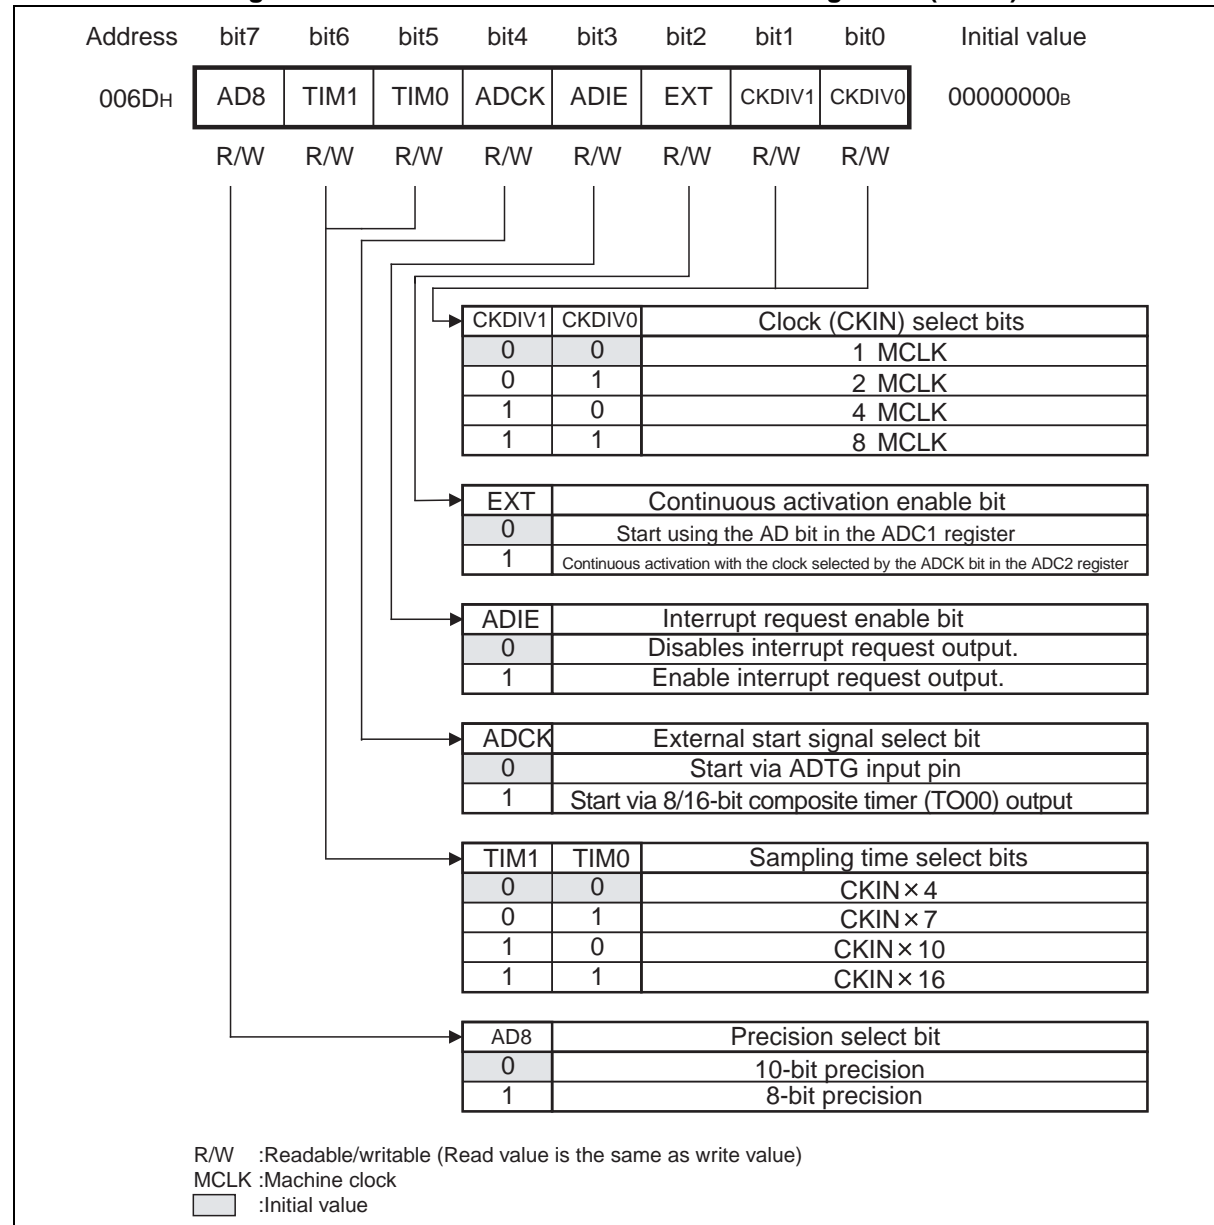 Address bit7 bit6 bit5 bit4 bit3 bit2 bit1 bit0 Initial value
006DH AD8 TIM1 TIM0 ADCK ADIE EXT CKDIV1 CKDIV0 00000000B
R/W R/W R/W R/W R/W R/W R/W R/W
CKDIV1 CKDIV0 Clock (CKIN) select bits
0 0 1 MCLK
0 1 2 MCLK
1 0 4 MCLK
1 1 8 MCLK
EXT Continuous activation enable bit
0 Start using the AD bit in the ADC1 register
1 Continuous activation with the clock selected by the ADCK bit in the ADC2 register
ADIE Interrupt request enable bit
0 Disables interrupt request output.
1 Enable interrupt request output.
ADCK External start signal select bit
0 Start via ADTG input pin
1 Start via 8/16-bit composite timer (TO00) output
TIM1 TIM0 Sampling time select bits
0 0 CKIN×4
0 1 CKIN×7
1 0 CKIN×10
1 1 CKIN×16
AD8 Precision select bit
0 10-bit precision
1 8-bit precision
R/W :Readable/writable (Read value is the same as write value)
MCLK :Machine clock
:Initial value